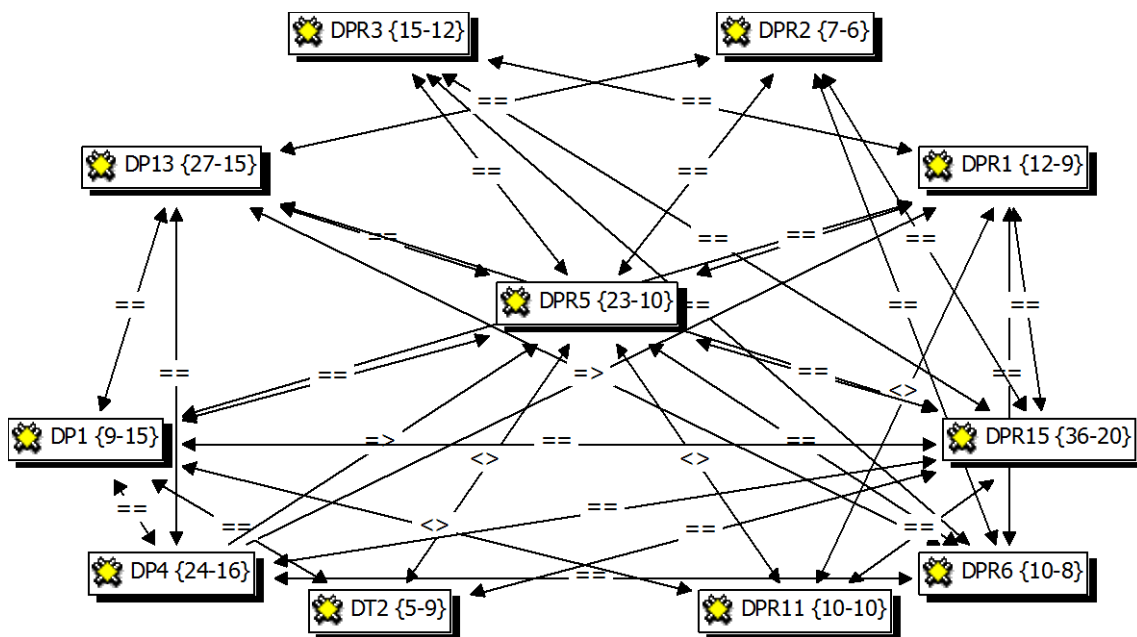 DPR3 {15-12}
DPR2 {7-6}
==
==
DP13 {27-15}
DPR1 {12-9}
==
==
==
==
==
==
DPR5 {23-10}
==
==
==
==
==
==
=>
==
==
<>
DP1 {9-15}
=>
==
==
DPR15 {36-20}
<>
<>
==
==
<>
==
==
==
DP4 {24-16}
==
DPR6 {10-8}
DT2 {5-9}
DPR11 {10-10}